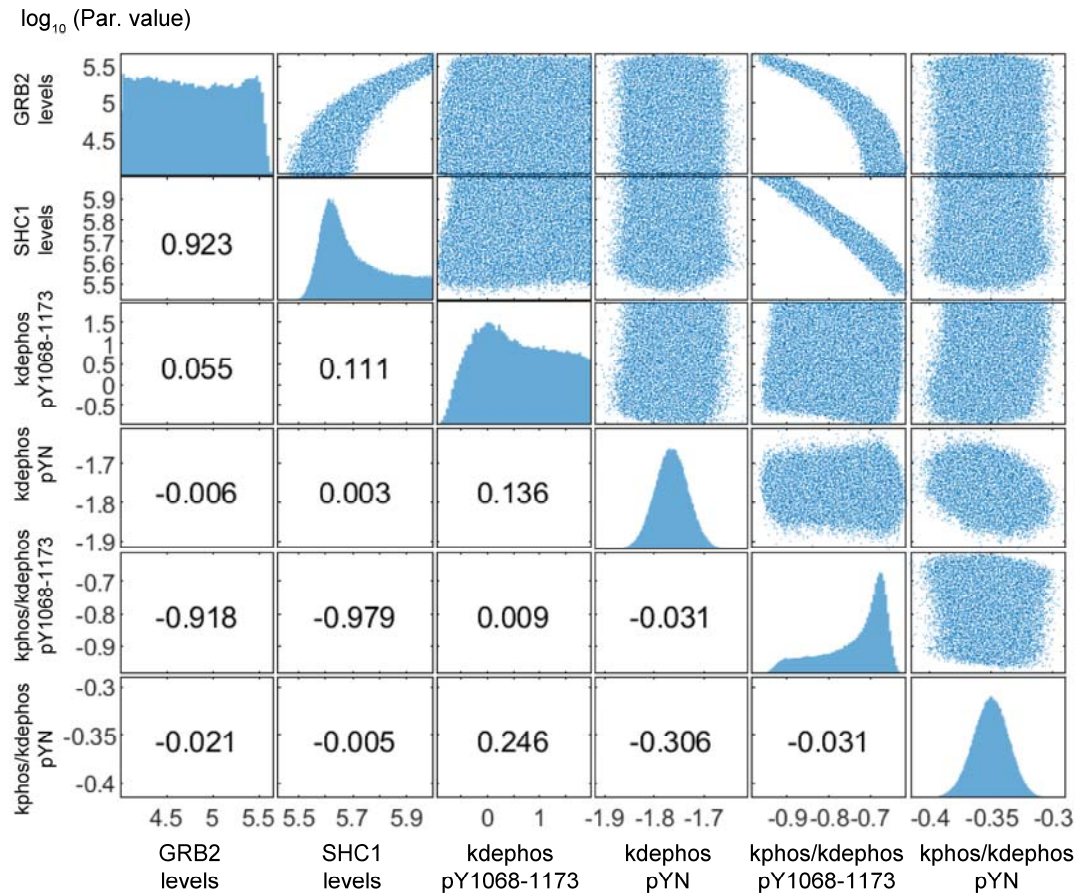 log10 (Par. value)
GRB2
levels
5.5
5
4.5
SHC1
levels
5.9
5.8
5.7
5.6
5.5
0.923
kdephos
pY1068-1173
1.5
1
0.5
0
-0.5
0.055
0.111
kdephos
pYN
-1.7
-1.8
-1.9
-0.006
0.003
0.136
kphos/kdephos
pY1068-1173
-0.7
-0.8
-0.9
-0.918
-0.979
0.009
-0.031
kphos/kdephos
pYN
-0.3
-0.35
-0.4
-0.021
-0.005
0.246
-0.306
-0.031
4.5 5 5.5 5.5 5.7 5.9 0 1 -1.9 -1.8 -1.7 -0.9 -0.8 -0.7 -0.4 -0.35 -0.3
GRB2 SHC1 kdephos kdephos kphos/kdephos kphos/kdephos
levels levels pY1068-1173 pYN pY1068-1173 pYN